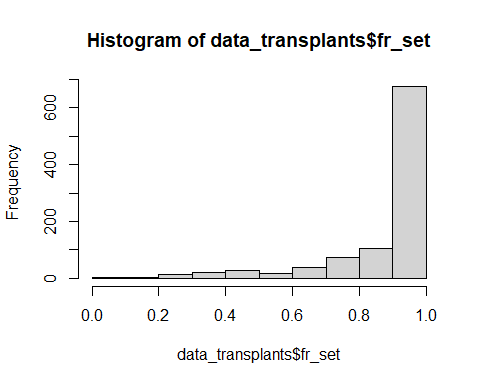 Histogram of data_transplants$fr_set
Frequency
600
400
200
0
0.0 0.2 0.4 0.6 0.8 1.0
data_transplants$fr_set